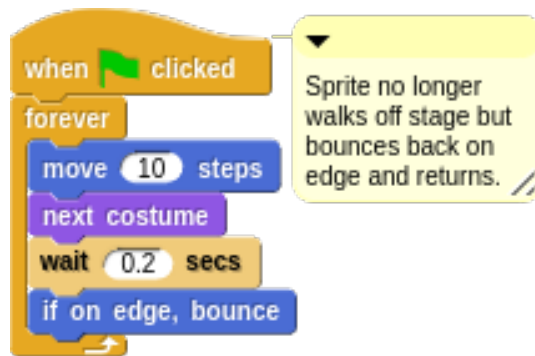 when clicked
forever
move 10 steps
next costume
wait 0.2 secs
if on edge, bounce
Sprite no longer
walks off stage but
bounces back on
edge and returns.